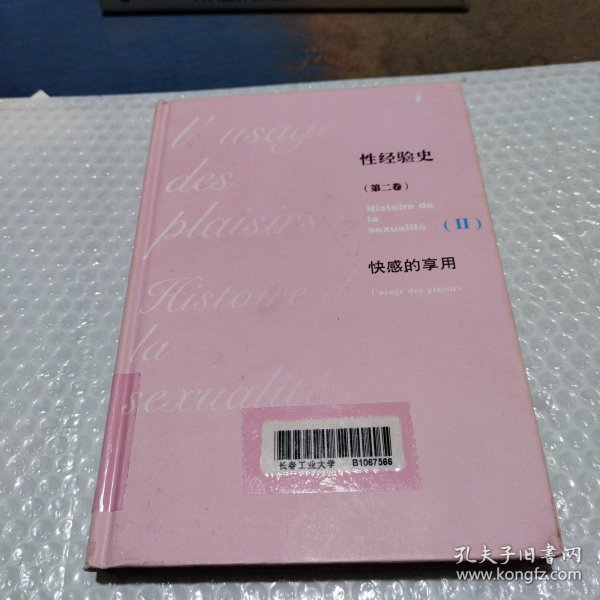 l'usage
des
plaisirs
Histoire d
la
sexualité
性经验史
(第二卷)
Histoire de
la
soxualité
(II)
快感的享用
l'usage des plaisirs
长春工业大学 B1067566
孔夫子旧书网
www.kongfz.com